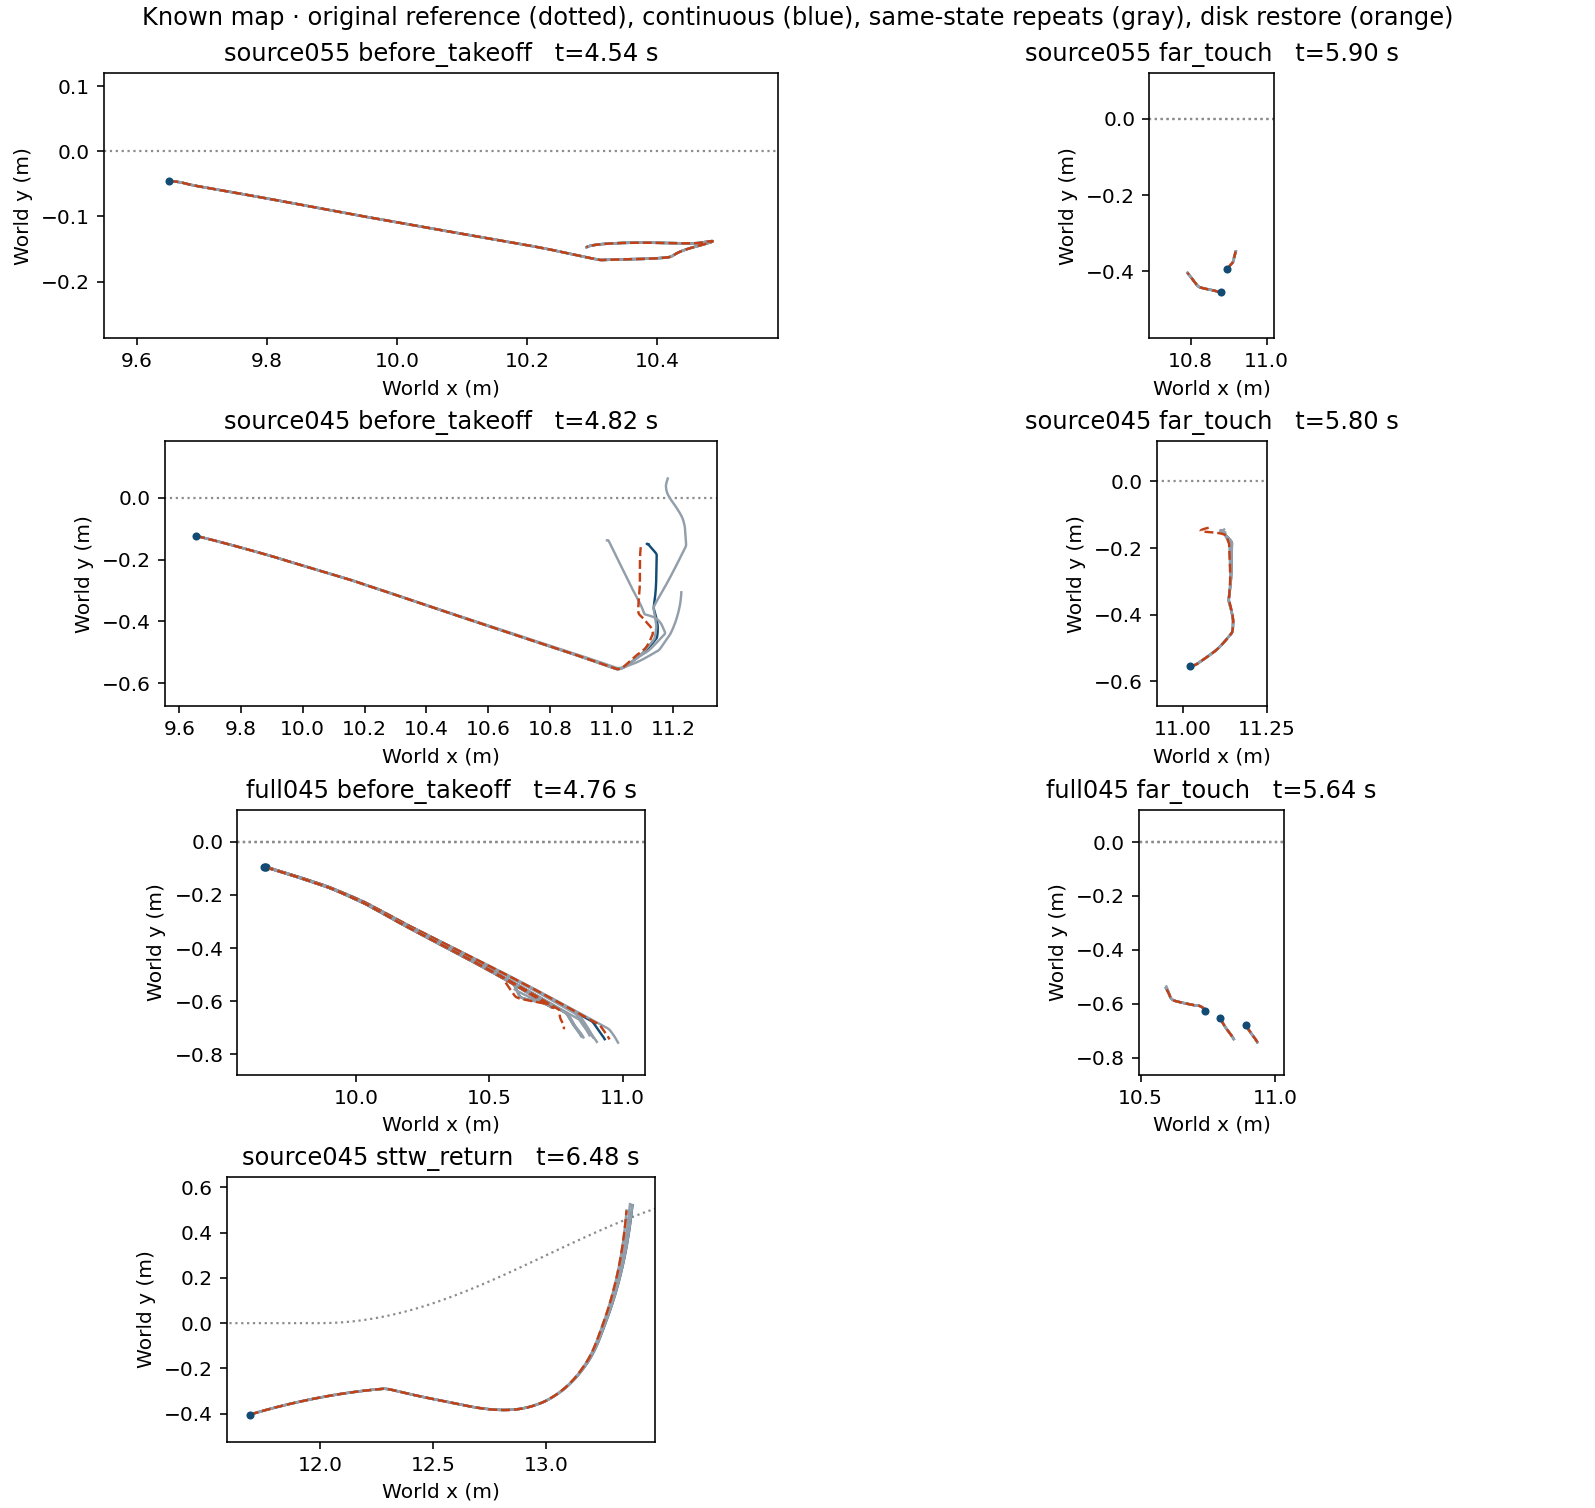 Known map · original reference (dotted), continuous (blue), same-state repeats (gray), disk restore (orange)
source055 before_takeoff   t=4.54 s
0.1
0.0
−0.1
−0.2
World y (m)
9.6 9.8 10.0 10.2 10.4
World x (m)
source055 far_touch   t=5.90 s
0.0
−0.2
−0.4
World y (m)
10.8 11.0
World x (m)
source045 before_takeoff   t=4.82 s
0.0
−0.2
−0.4
−0.6
World y (m)
9.6 9.8 10.0 10.2 10.4 10.6 10.8 11.0 11.2
World x (m)
source045 far_touch   t=5.80 s
0.0
−0.2
−0.4
−0.6
World y (m)
11.00 11.25
World x (m)
full045 before_takeoff   t=4.76 s
0.0
−0.2
−0.4
−0.6
−0.8
World y (m)
10.0 10.5 11.0
World x (m)
full045 far_touch   t=5.64 s
0.0
−0.2
−0.4
−0.6
−0.8
World y (m)
10.5 11.0
World x (m)
source045 sttw_return   t=6.48 s
0.6
0.4
0.2
0.0
−0.2
−0.4
World y (m)
12.0 12.5 13.0
World x (m)